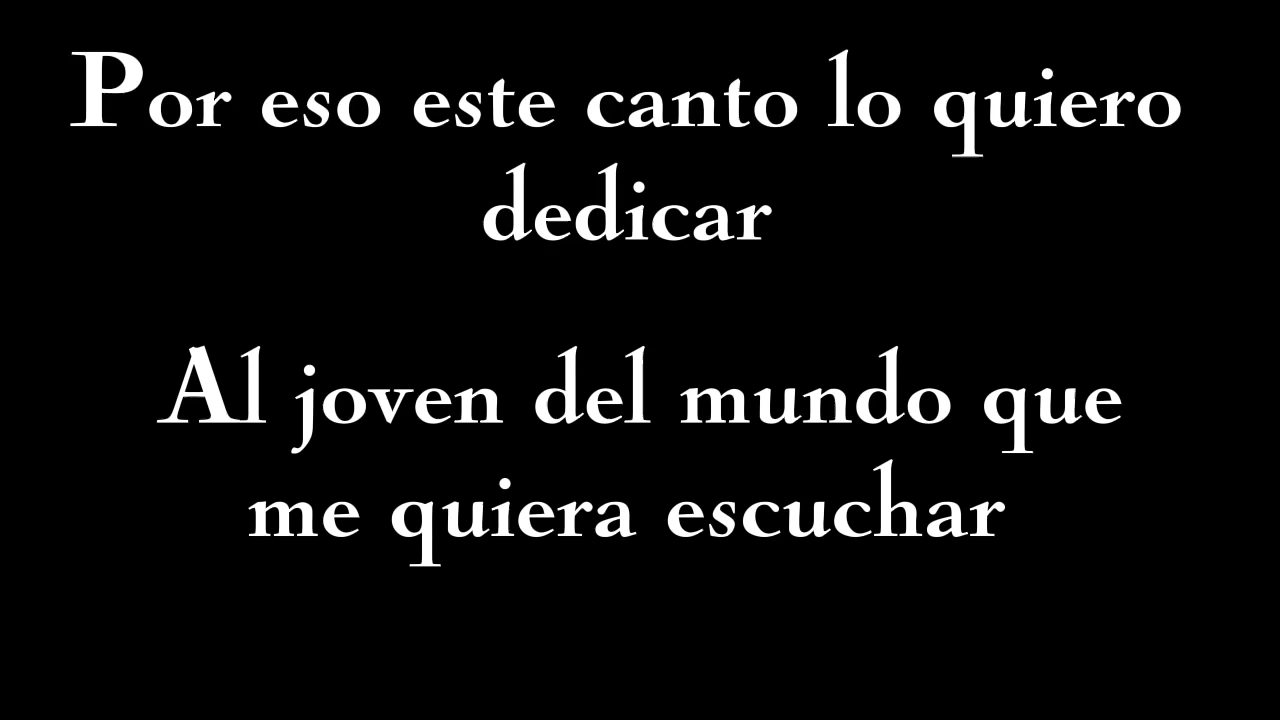 Por eso este canto lo quiero
dedicar
Al joven del mundo que
me quiera escuchar